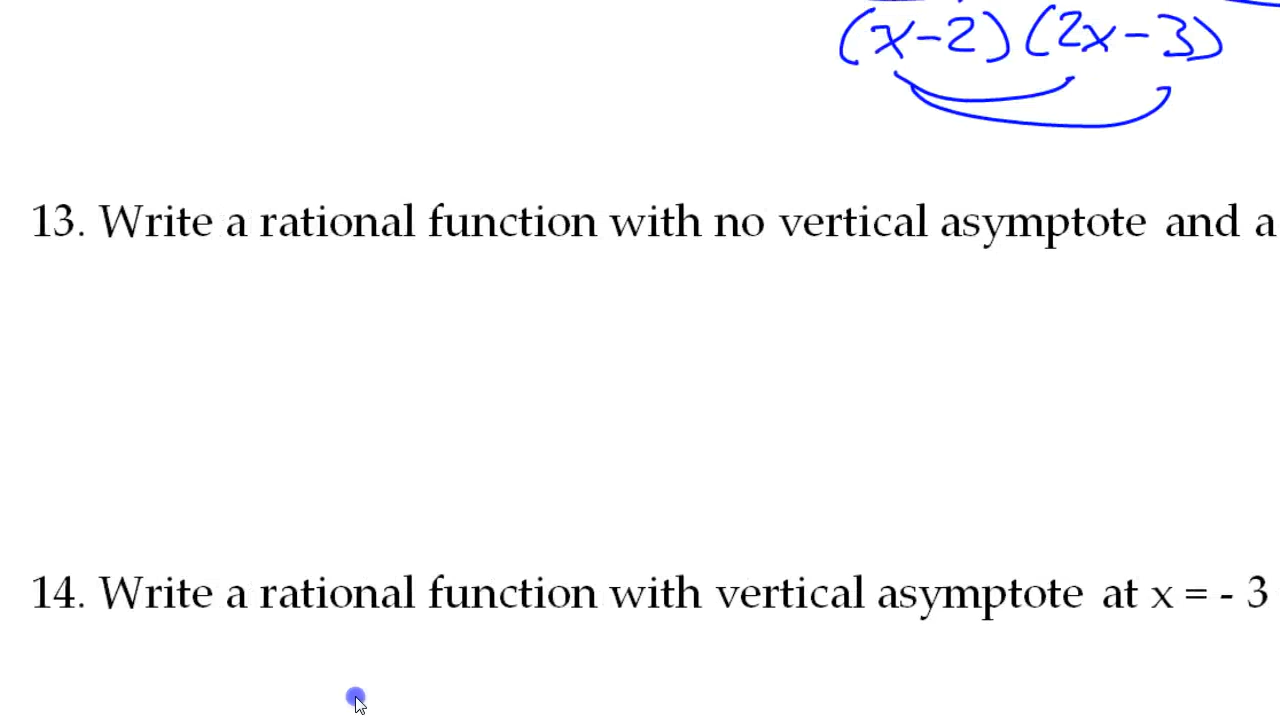 (x-2)(2x-3)
13. Write a rational function with no vertical asymptote and a
14. Write a rational function with vertical asymptote at x = - 3